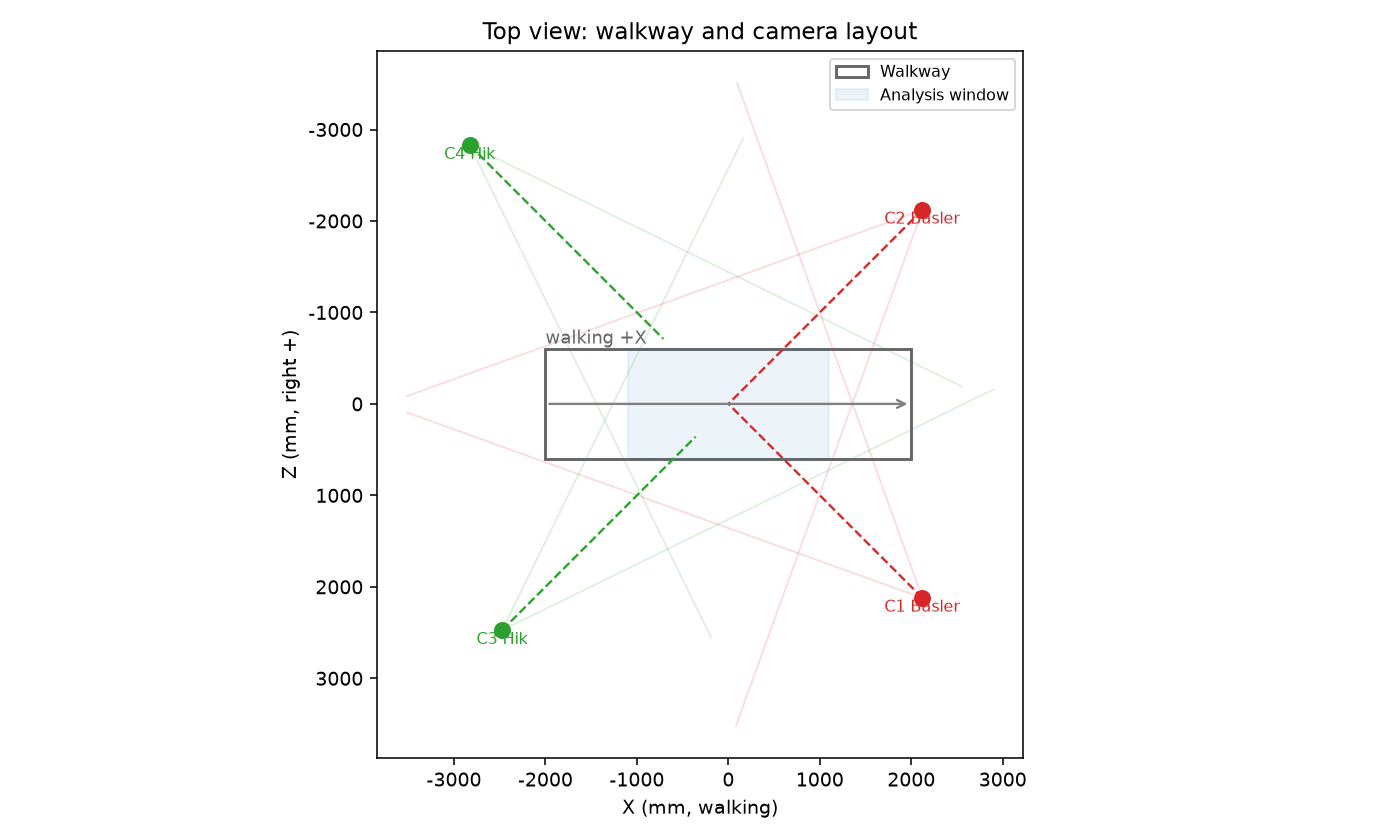 Top view: walkway and camera layout
Walkway
Analysis window
-3000
C4 Hik
-2000
C2 Basler
-1000
walking +X
Z (mm, right +)
0
1000
2000
C1 Basler
C3 Hik
3000
-3000 -2000 -1000 0 1000 2000 3000
X (mm, walking)